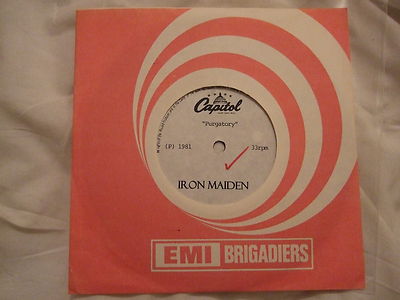 Capitol
"Purgatory"
(P) 1981 33rpm
IRON MAIDEN
EMI BRIGADIERS